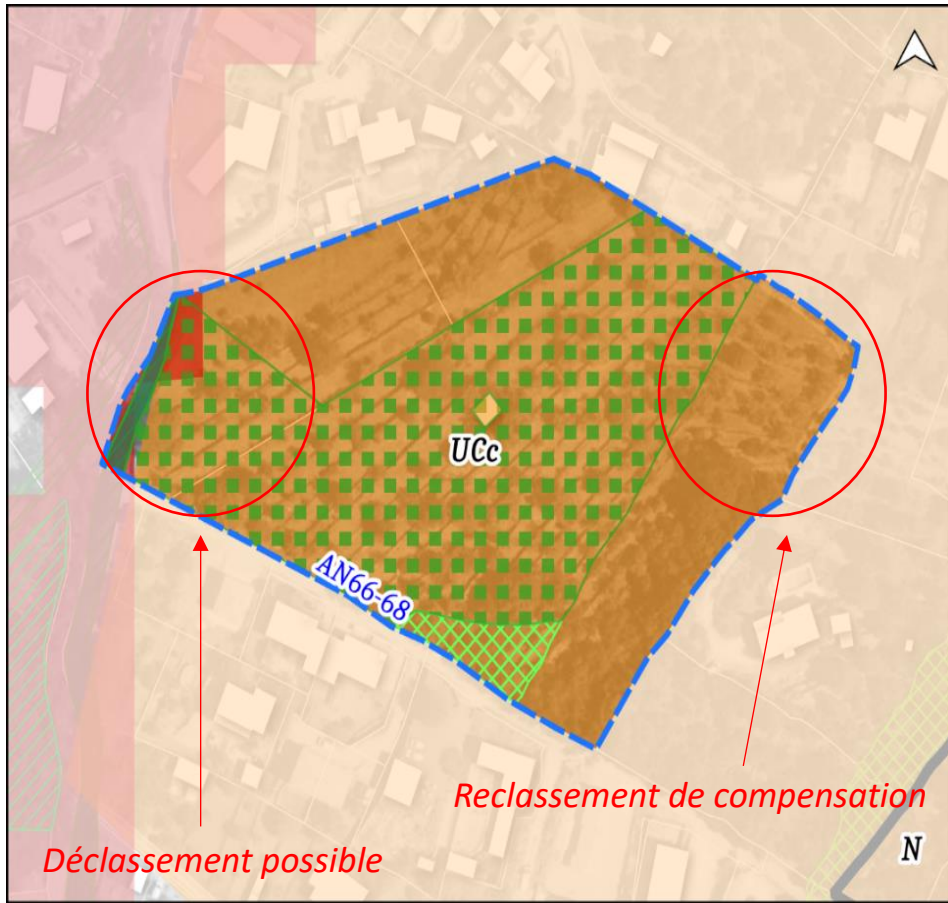 UCc
AN66-68
Reclassement de compensation
N
Déclassement possible